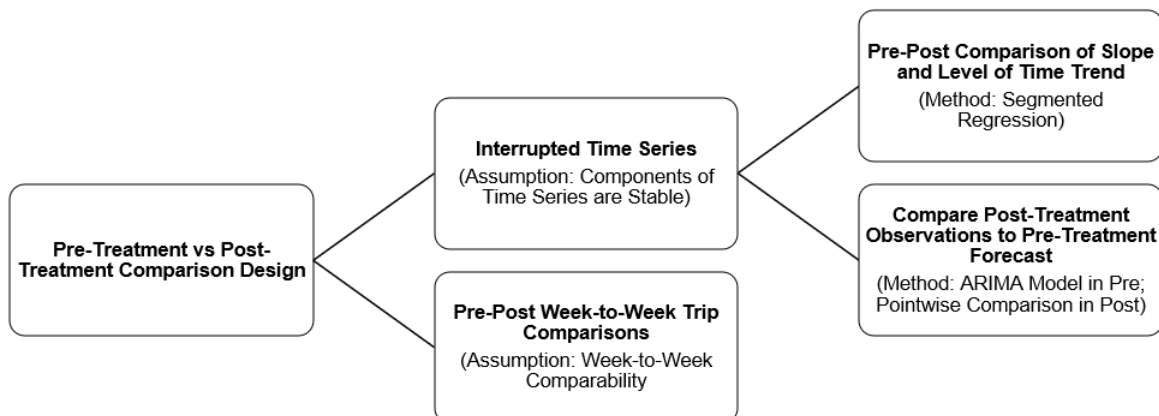 Pre-Treatment vs Post-
Treatment Comparison Design
Interrupted Time Series
(Assumption: Components of
Time Series are Stable)
Pre-Post Week-to-Week Trip
Comparisons
(Assumption: Week-to-Week
Comparability
Pre-Post Comparison of Slope
and Level of Time Trend
(Method: Segmented
Regression)
Compare Post-Treatment
Observations to Pre-Treatment
Forecast
(Method: ARIMA Model in Pre;
Pointwise Comparison in Post)